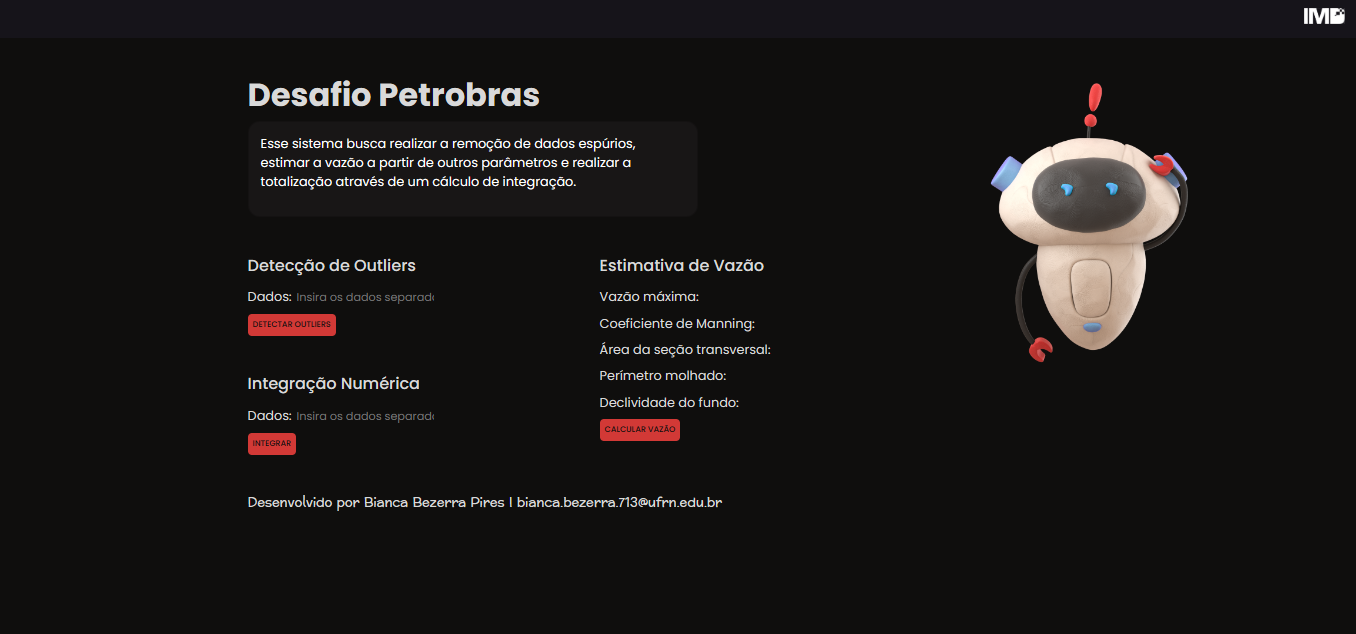 IMD
Desafio Petrobras
Esse sistema busca realizar a remoção de dados espúrios,
estimar a vazão a partir de outros parâmetros e realizar a
totalização através de um cálculo de integração.
Detecção de Outliers
Dados: Insira os dados separad
DETECTAR OUTLIERS
Integração Numérica
Dados: Insira os dados separad
INTEGRAR
Estimativa de Vazão
Vazão máxima:
Coeficiente de Manning:
Área da seção transversal:
Perímetro molhado:
Declividade do fundo:
CALCULAR VAZÃO
Desenvolvido por Bianca Bezerra Pires | bianca.bezerra.713@ufrn.edu.br